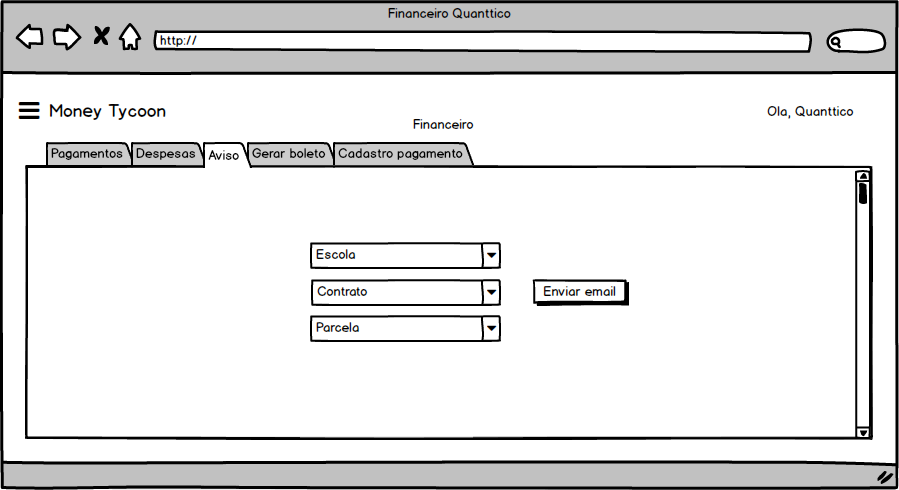 Financeiro Quanttico
http://
Money Tycoon
Ola, Quanttico
Financeiro
Pagamentos Despesas Aviso Gerar boleto Cadastro pagamento
Escola
Contrato
Enviar email
Parcela